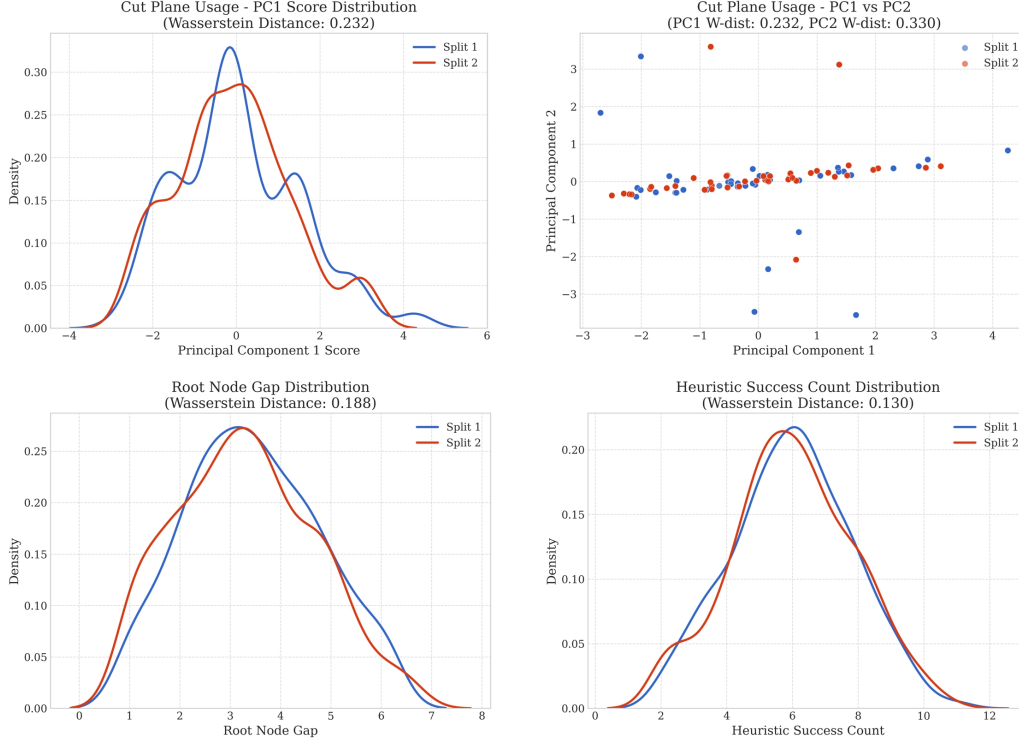 Cut Plane Usage - PC1 Score Distribution
(Wasserstein Distance: 0.232)
Split 1
Split 2
0.30
0.25
0.20
0.15
0.10
0.05
0.00
Density
−4
−2
0
2
4
6
Principal Component 1 Score
Cut Plane Usage - PC1 vs PC2
(PC1 W-dist: 0.232, PC2 W-dist: 0.330)
Split 1
Split 2
3
2
1
0
−1
−2
−3
Principal Component 2
−3
−2
−1
0
1
2
3
4
Principal Component 1
Root Node Gap Distribution
(Wasserstein Distance: 0.188)
Split 1
Split 2
0.25
0.20
0.15
0.10
0.05
0.00
Density
0
1
2
3
4
5
6
7
8
Root Node Gap
Heuristic Success Count Distribution
(Wasserstein Distance: 0.130)
Split 1
Split 2
0.20
0.15
0.10
0.05
0.00
Density
0
2
4
6
8
10
12
Heuristic Success Count